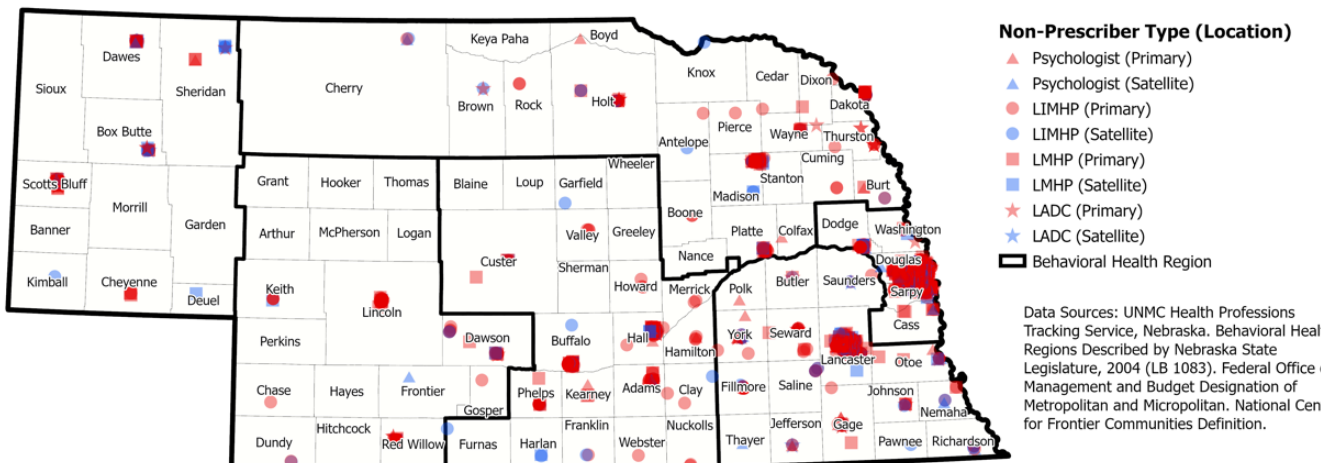 Non-Prescriber Type (Location)
Psychologist (Primary)
Psychologist (Satellite)
LIMHP (Primary)
LIMHP (Satellite)
LMHP (Primary)
LMHP (Satellite)
LADC (Primary)
LADC (Satellite)
Behavioral Health Region
Data Sources: UNMC Health Professions
Tracking Service, Nebraska. Behavioral Heal
Regions Described by Nebraska State
Legislature, 2004 (LB 1083). Federal Office
Management and Budget Designation of
Metropolitan and Micropolitan. National Cen
for Frontier Communities Definition.
Sioux
Dawes
Sheridan
Box Butte
Scotts Bluff
Morrill
Garden
Banner
Kimball
Cheyenne
Deuel
Cherry
Keya Paha
Boyd
Brown
Rock
Holt
Knox
Cedar
Dixon
Dakota
Antelope
Pierce
Wayne
Thurston
Cuming
Stanton
Madison
Burt
Boone
Platte
Colfax
Nance
Dodge
Washington
Douglas
Sarpy
Cass
Grant
Hooker
Thomas
Arthur
McPherson
Logan
Keith
Lincoln
Perkins
Dawson
Chase
Hayes
Frontier
Gosper
Dundy
Hitchcock
Red Willow
Blaine
Loup
Garfield
Wheeler
Custer
Valley
Greeley
Sherman
Howard
Merrick
Buffalo
Hall
Hamilton
Phelps
Kearney
Adams
Clay
Furnas
Harlan
Franklin
Webster
Nuckolls
Polk
Butler
Saunders
York
Seward
Lancaster
Otoe
Fillmore
Saline
Johnson
Nemaha
Thayer
Jefferson
Gage
Pawnee
Richardson